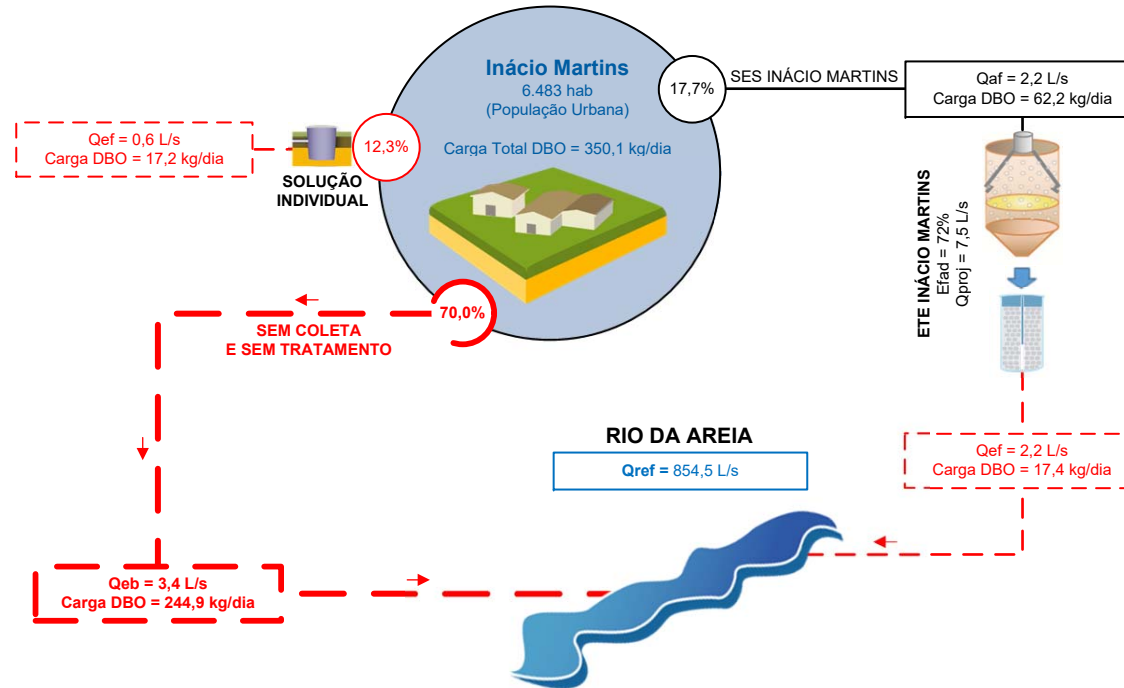 Inácio Martins
6.483 hab
(População Urbana)
Carga Total DBO = 350,1 kg/dia
17,7%
SES INÁCIO MARTINS
Qaf = 2,2 L/s
Carga DBO = 62,2 kg/dia
Qef = 0,6 L/s
Carga DBO = 17,2 kg/dia
12,3%
SOLUÇÃO
INDIVIDUAL
ETE INÁCIO MARTINS
Efad = 72%
Qproj = 7,5 L/s
70,0%
SEM COLETA
E SEM TRATAMENTO
RIO DA AREIA
Qref = 854,5 L/s
Qef = 2,2 L/s
Carga DBO = 17,4 kg/dia
Qeb = 3,4 L/s
Carga DBO = 244,9 kg/dia